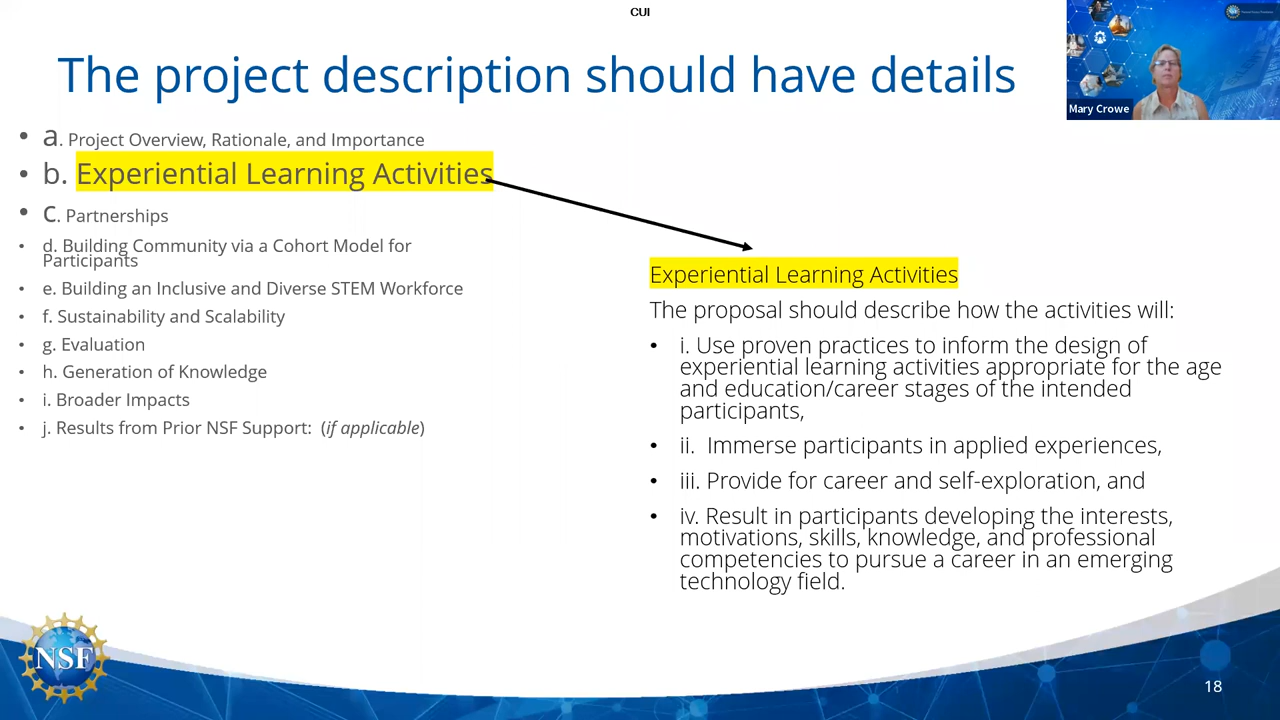 CUI
The project description should have details
Mary Crowe
• a. Project Overview, Rationale, and Importance
• b. Experiential Learning Activities
• c. Partnerships
• d. Building Community via a Cohort Model for
Participants
• e. Building an Inclusive and Diverse STEM Workforce
• f. Sustainability and Scalability
• g. Evaluation
• h. Generation of Knowledge
• i. Broader Impacts
• j. Results from Prior NSF Support: (if applicable)
Experiential Learning Activities
The proposal should describe how the activities will:
• i. Use proven practices to inform the design of
experiential learning activities appropriate for the age
and education/career stages of the intended
participants,
• ii. Immerse participants in applied experiences,
• iii. Provide for career and self-exploration, and
• iv. Result in participants developing the interests,
motivations, skills, knowledge, and professional
competencies to pursue a career in an emerging
technology field.
NSF
18